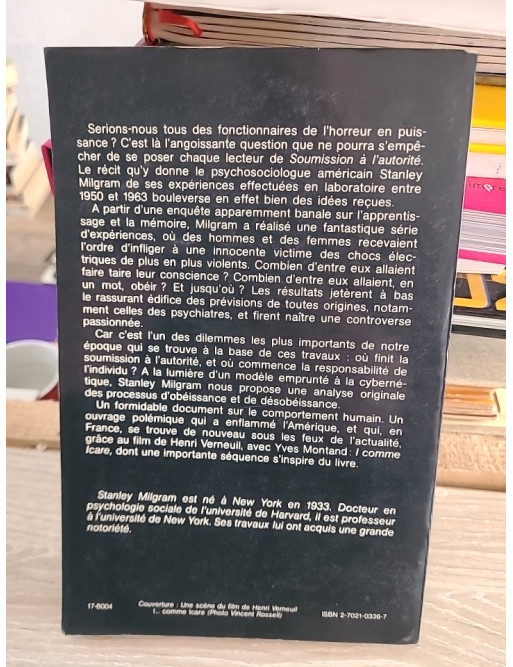 Serions-nous tous des fonctionnaires de l'horreur en puis-
sance ? C'est là l'angoissante question que ne pourra s'empê-
cher de se poser chaque lecteur de Soumission à l'autorité.
Le récit qu'y donne le psychosociologue américain Stanley
Milgram de ses expériences effectuées en laboratoire entre
1950 et 1963 bouleverse en effet bien des idées reçues.
A partir d'une enquête apparemment banale sur l'apprentis-
sage et la mémoire, Milgram a réalisé une fantastique série
d'expériences, où des hommes et des femmes recevaient
l'ordre d'infliger à une innocente victime des chocs élec-
triques de plus en plus violents. Combien d'entre eux allaient
faire taire leur conscience ? Combien d'entre eux allaient, en
un mot, obéir ? Et jusqu'où ? Les résultats jetèrent à bas
le rassurant édifice des prévisions de toutes origines, notam-
ment celles des psychiatres, et firent naître une controverse
passionnée.
Car c'est l'un des dilemmes les plus importants de notre
époque qui se trouve à la base de ces travaux : où finit la
soumission à l'autorité, et où commence la responsabilité de
l'individu ? A la lumière d'un modèle emprunté à la cyberné-
tique, Stanley Milgram nous propose une analyse originale
des processus d'obéissance et de désobéissance.
Un formidable document sur le comportement humain. Un
ouvrage polémique qui a enflammé l'Amérique, et qui, en
France, se trouve de nouveau sous les feux de l'actualité,
grâce au film de Henri Verneuil, avec Yves Montand : I comme
Icare, dont une importante séquence s'inspire du livre.
Stanley Milgram est né à New York en 1933. Docteur en
psychologie sociale de l'université de Harvard, il est professeur
à l'université de New York. Ses travaux lui ont acquis une grande
notoriété.
17-6004
Couverture : Une scène du film de Henri Verneuil
I... comme Icare (Photo Vincent Rossell)
ISBN 2-7021-0336-7